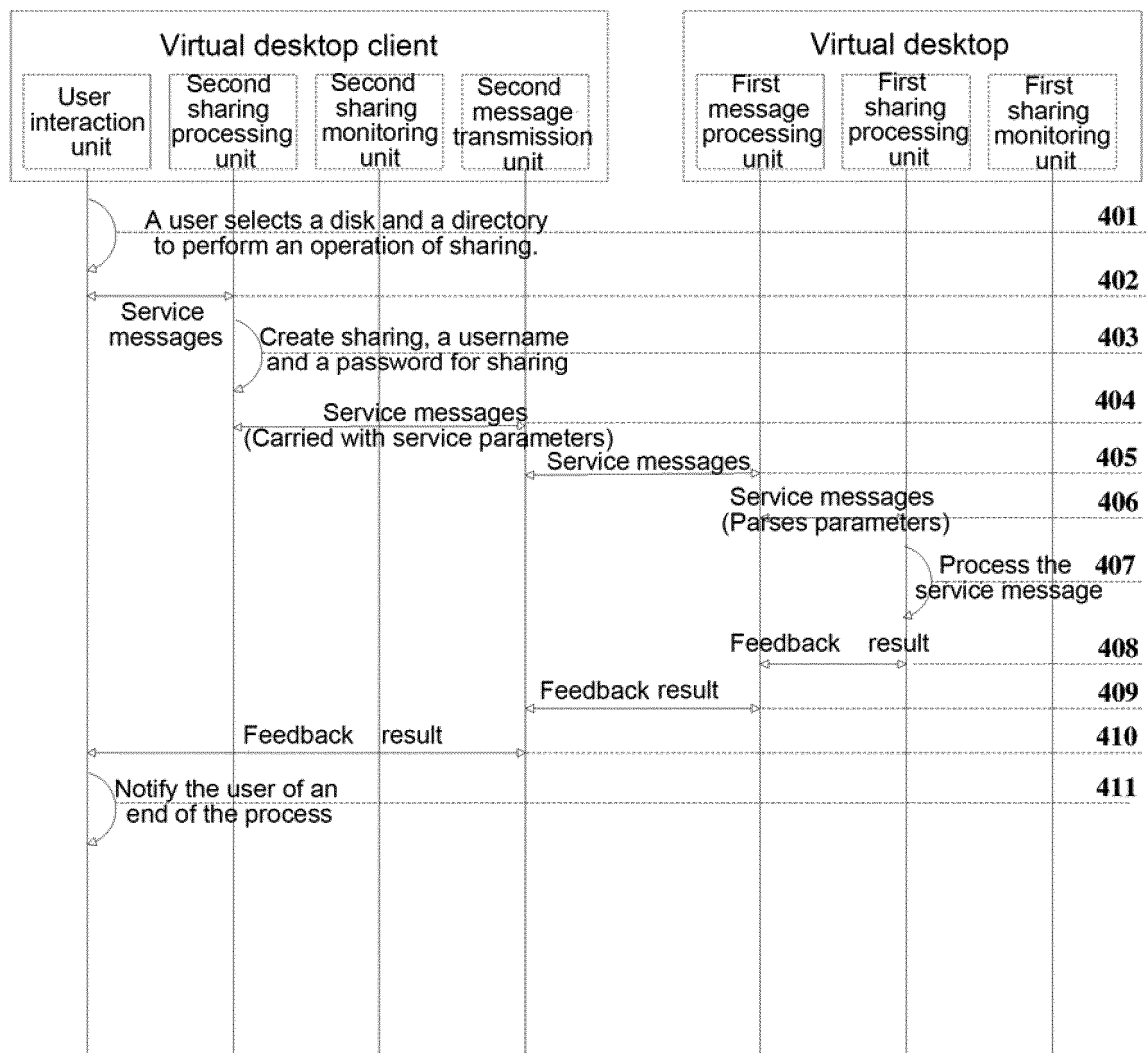 Virtual desktop client
Virtual desktop
User
interaction
unit
Second
sharing
processing
unit
Second
sharing
monitoring
unit
Second
message
transmission
unit
First
message
processing
unit
First
sharing
processing
unit
First
sharing
monitoring
unit
A user selects a disk and a directory
to perform an operation of sharing.
401
402
Service
messages
Create sharing, a username
and a password for sharing
403
Service messages
(Carried with service parameters)
404
Service messages
405
Service messages
(Parses parameters)
406
Process the
service message
407
Feedback result
408
Feedback result
409
Feedback result
410
Notify the user of an
end of the process
411